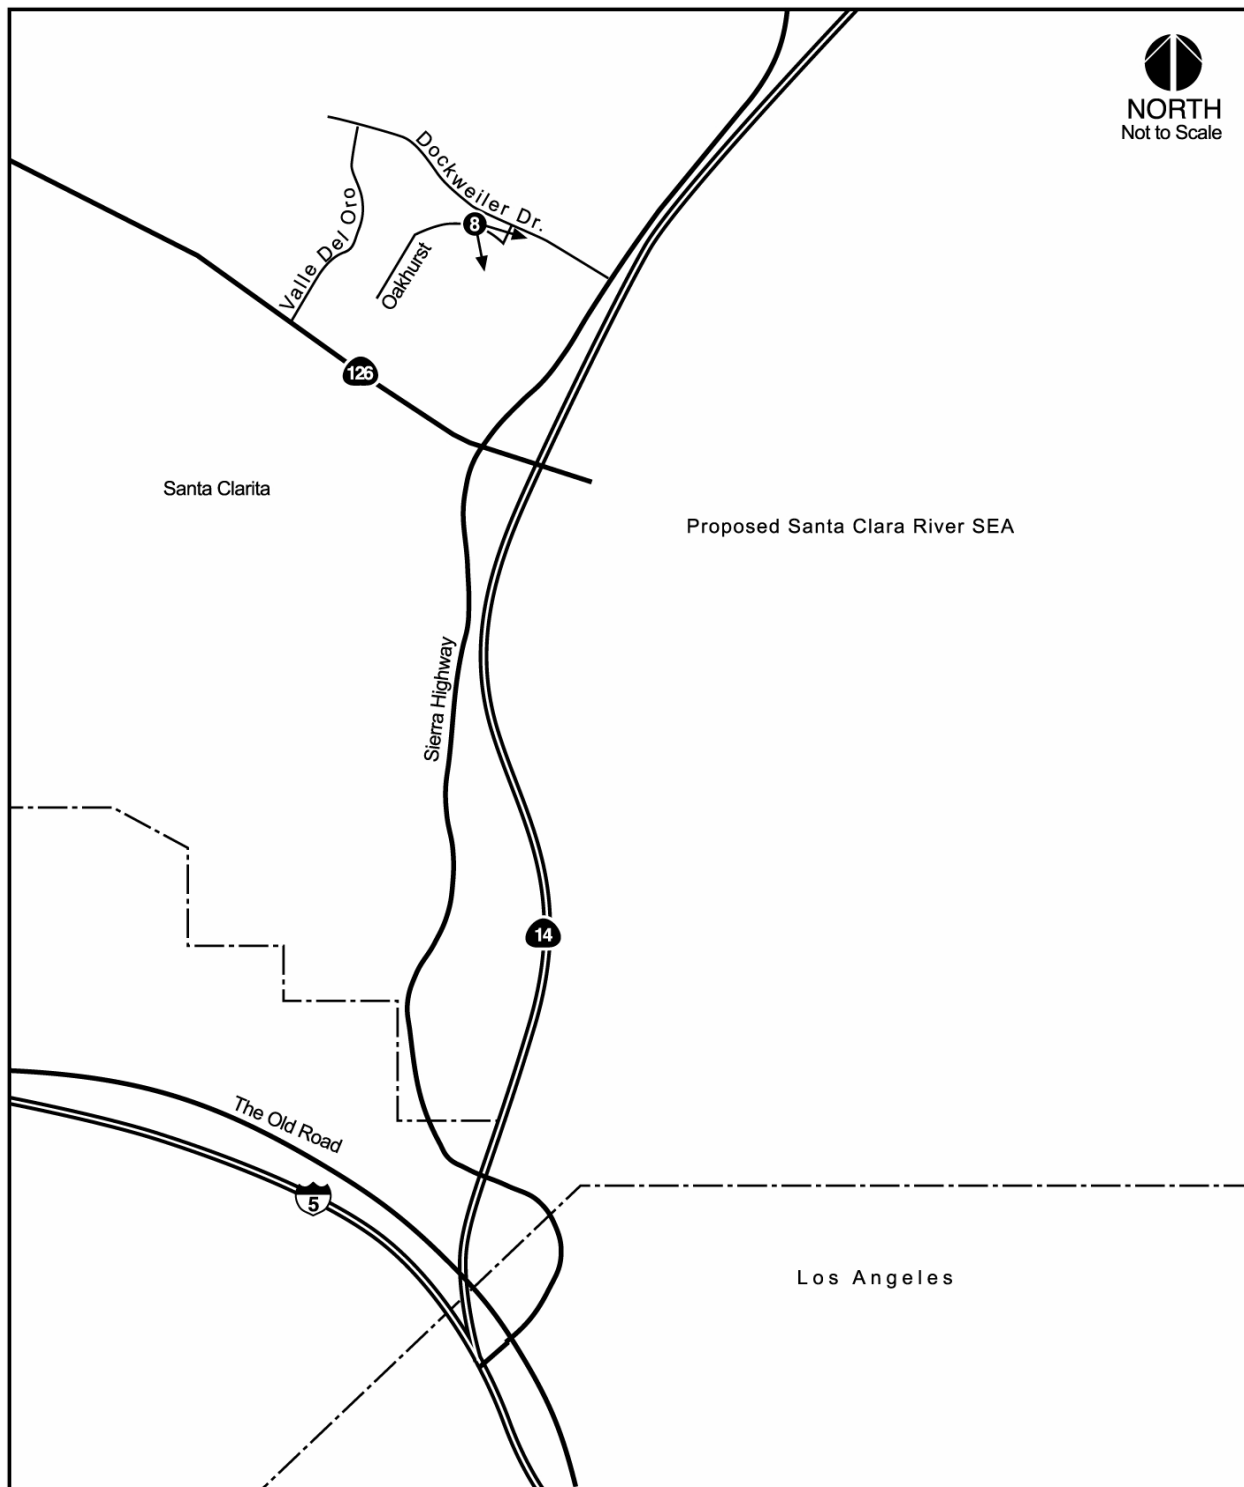 NORTH
Not to Scale
Dockweiler Dr.
Valle Del Oro
8
Oakhurst
126
Santa Clarita
Proposed Santa Clara River SEA
Sierra Highway
14
The Old Road
5
Los Angeles